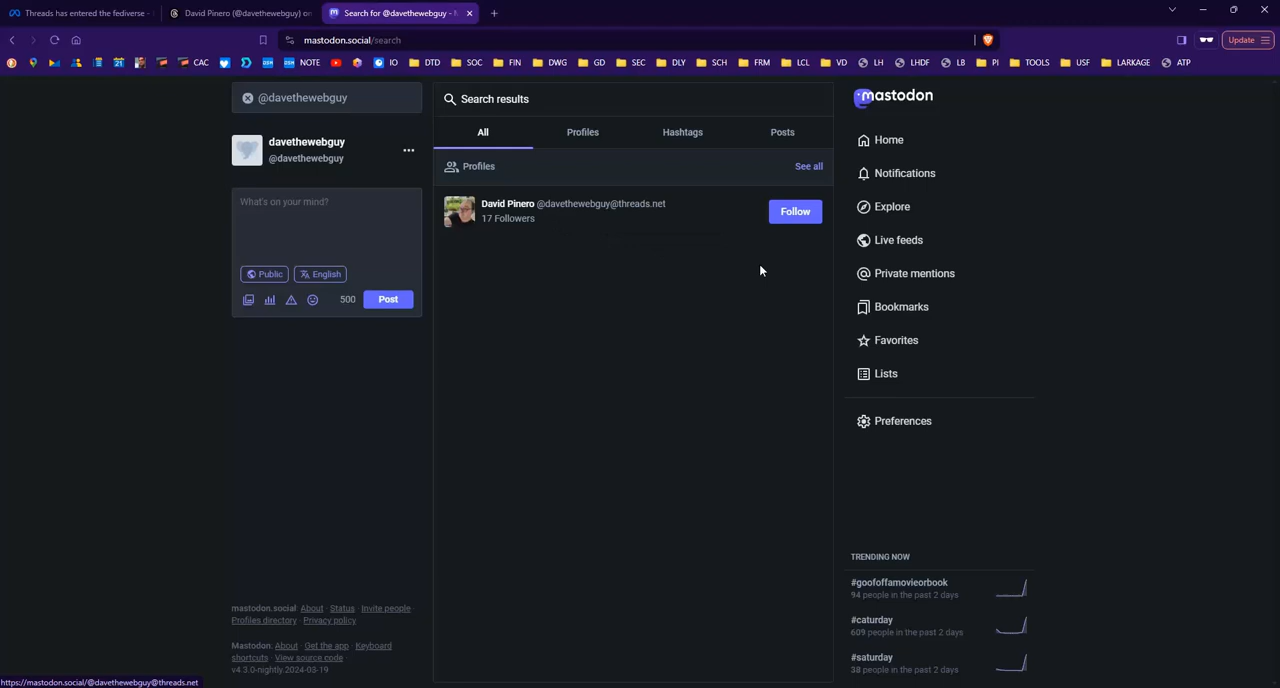 Threads has entered the fediverse -
David Pinero (@davethewebguy) o
Search for @davethewebguy - M
mastodon.social/search
Update
CAC
NOTE
IO
DTD
SOC
FIN
DWG
GD
SEC
DLY
SCH
FRM
LCL
VD
LH
LHDF
LB
PI
TOOLS
USF
LARKAGE
ATP
@davethewebguy
davethewebguy
@davethewebguy
What's on your mind?
Public
English
500
Post
mastodon.social: About · Status · Invite people ·
Profiles directory · Privacy policy
Mastodon: About · Get the app · Keyboard
shortcuts · View source code ·
v4.3.0-nightly.2024-03-19
Search results
All
Profiles
Hashtags
Posts
Profiles
See all
David Pinero @davethewebguy@threads.net
17 Followers
Follow
mastodon
Home
Notifications
Explore
Live feeds
Private mentions
Bookmarks
Favorites
Lists
Preferences
TRENDING NOW
#goofoffamovieorbook
94 people in the past 2 days
#caturday
609 people in the past 2 days
#saturday
38 people in the past 2 days
https://mastodon.social/@davethewebguy@threads.net